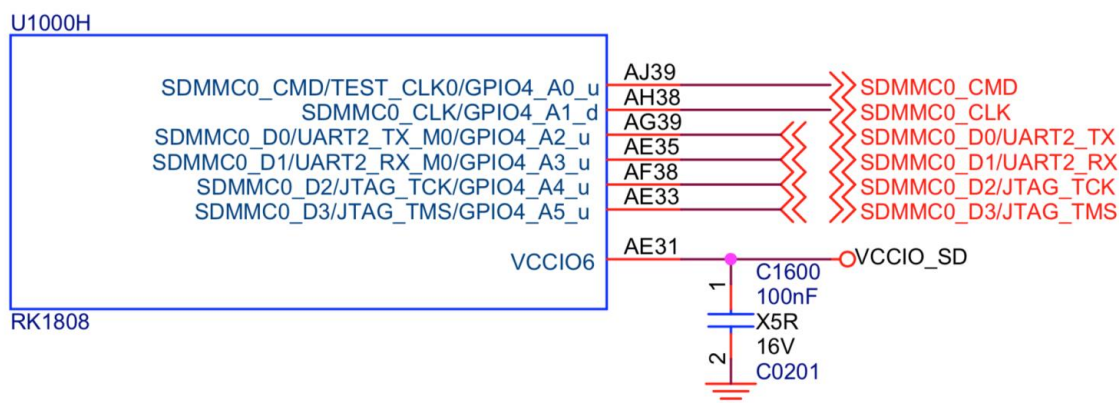 U1000H
SDMMC0_CMD/TEST_CLK0/GPIO4_A0_u AJ39 SDMMC0_CMD
SDMMC0_CLK/GPIO4_A1_d AH38 SDMMC0_CLK
SDMMC0_D0/UART2_TX_M0/GPIO4_A2_u AG39 SDMMC0_D0/UART2_TX
SDMMC0_D1/UART2_RX_M0/GPIO4_A3_u AE35 SDMMC0_D1/UART2_RX
SDMMC0_D2/JTAG_TCK/GPIO4_A4_u AF38 SDMMC0_D2/JTAG_TCK
SDMMC0_D3/JTAG_TMS/GPIO4_A5_u AE33 SDMMC0_D3/JTAG_TMS
VCCIO6 AE31 VCCIO_SD
C1600
1
100nF
X5R
16V
2
C0201
RK1808